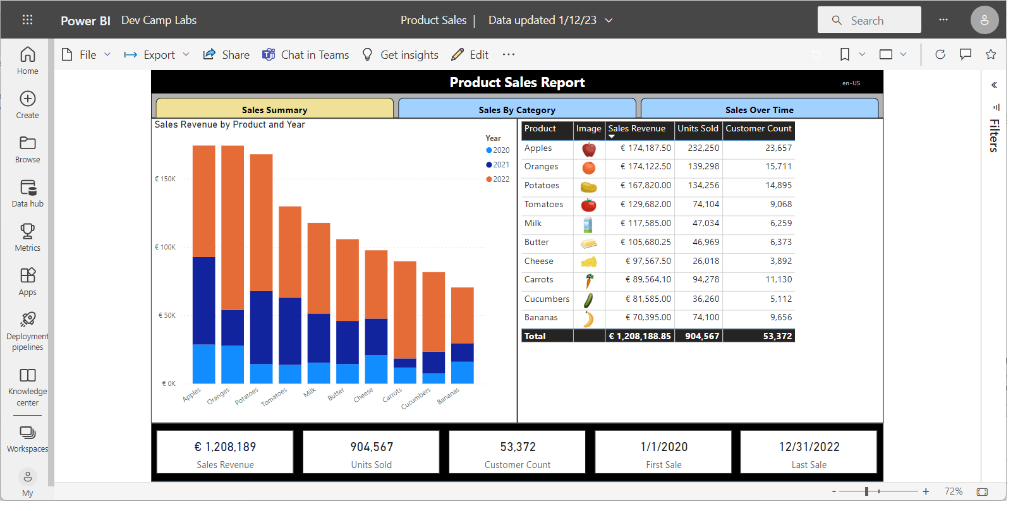 Power BI Dev Camp Labs Product Sales | Data updated 1/12/23 Search ···
File Export Share Chat in Teams Get insights Edit ···
Home
Create
Browse
Data hub
Metrics
Apps
Deployment
pipelines
Knowledge
center
Workspaces
My
Product Sales Report en-US
Sales Summary Sales By Category Sales Over Time
Sales Revenue by Product and Year
Year
2020
2021
2022
€ 150K
€ 100K
€ 50K
€ 0K
Apples Oranges Potatoes Tomatoes Milk Butter Cheese Carrots Cucumbers Bananas
Product Image Sales Revenue Units Sold Customer Count
Apples € 174,187.50 232,250 23,657
Oranges € 174,122.50 139,298 15,711
Potatoes € 167,820.00 134,256 14,895
Tomatoes € 129,682.00 74,104 9,068
Milk € 117,585.00 47,034 6,259
Butter € 105,680.25 46,969 6,373
Cheese € 97,567.50 26,018 3,892
Carrots € 89,564.10 94,278 11,130
Cucumbers € 81,585.00 36,260 5,112
Bananas € 70,395.00 74,100 9,656
Total € 1,208,188.85 904,567 53,372
€ 1,208,189 904,567 53,372 1/1/2020 12/31/2022
Sales Revenue Units Sold Customer Count First Sale Last Sale
Filters
- + 72%